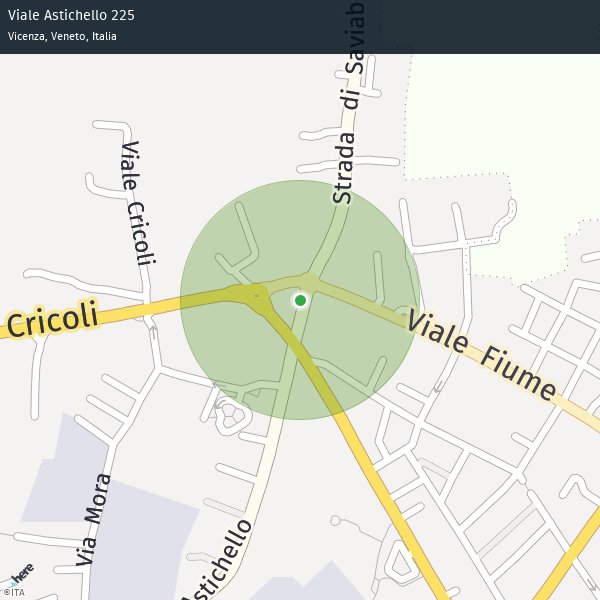 Viale Astichello 225
Vicenza, Veneto, Italia
Strada di Saviab
Viale Cricoli
Cricoli
Viale Fiume
Via Mora
Astichello
here
©ITA